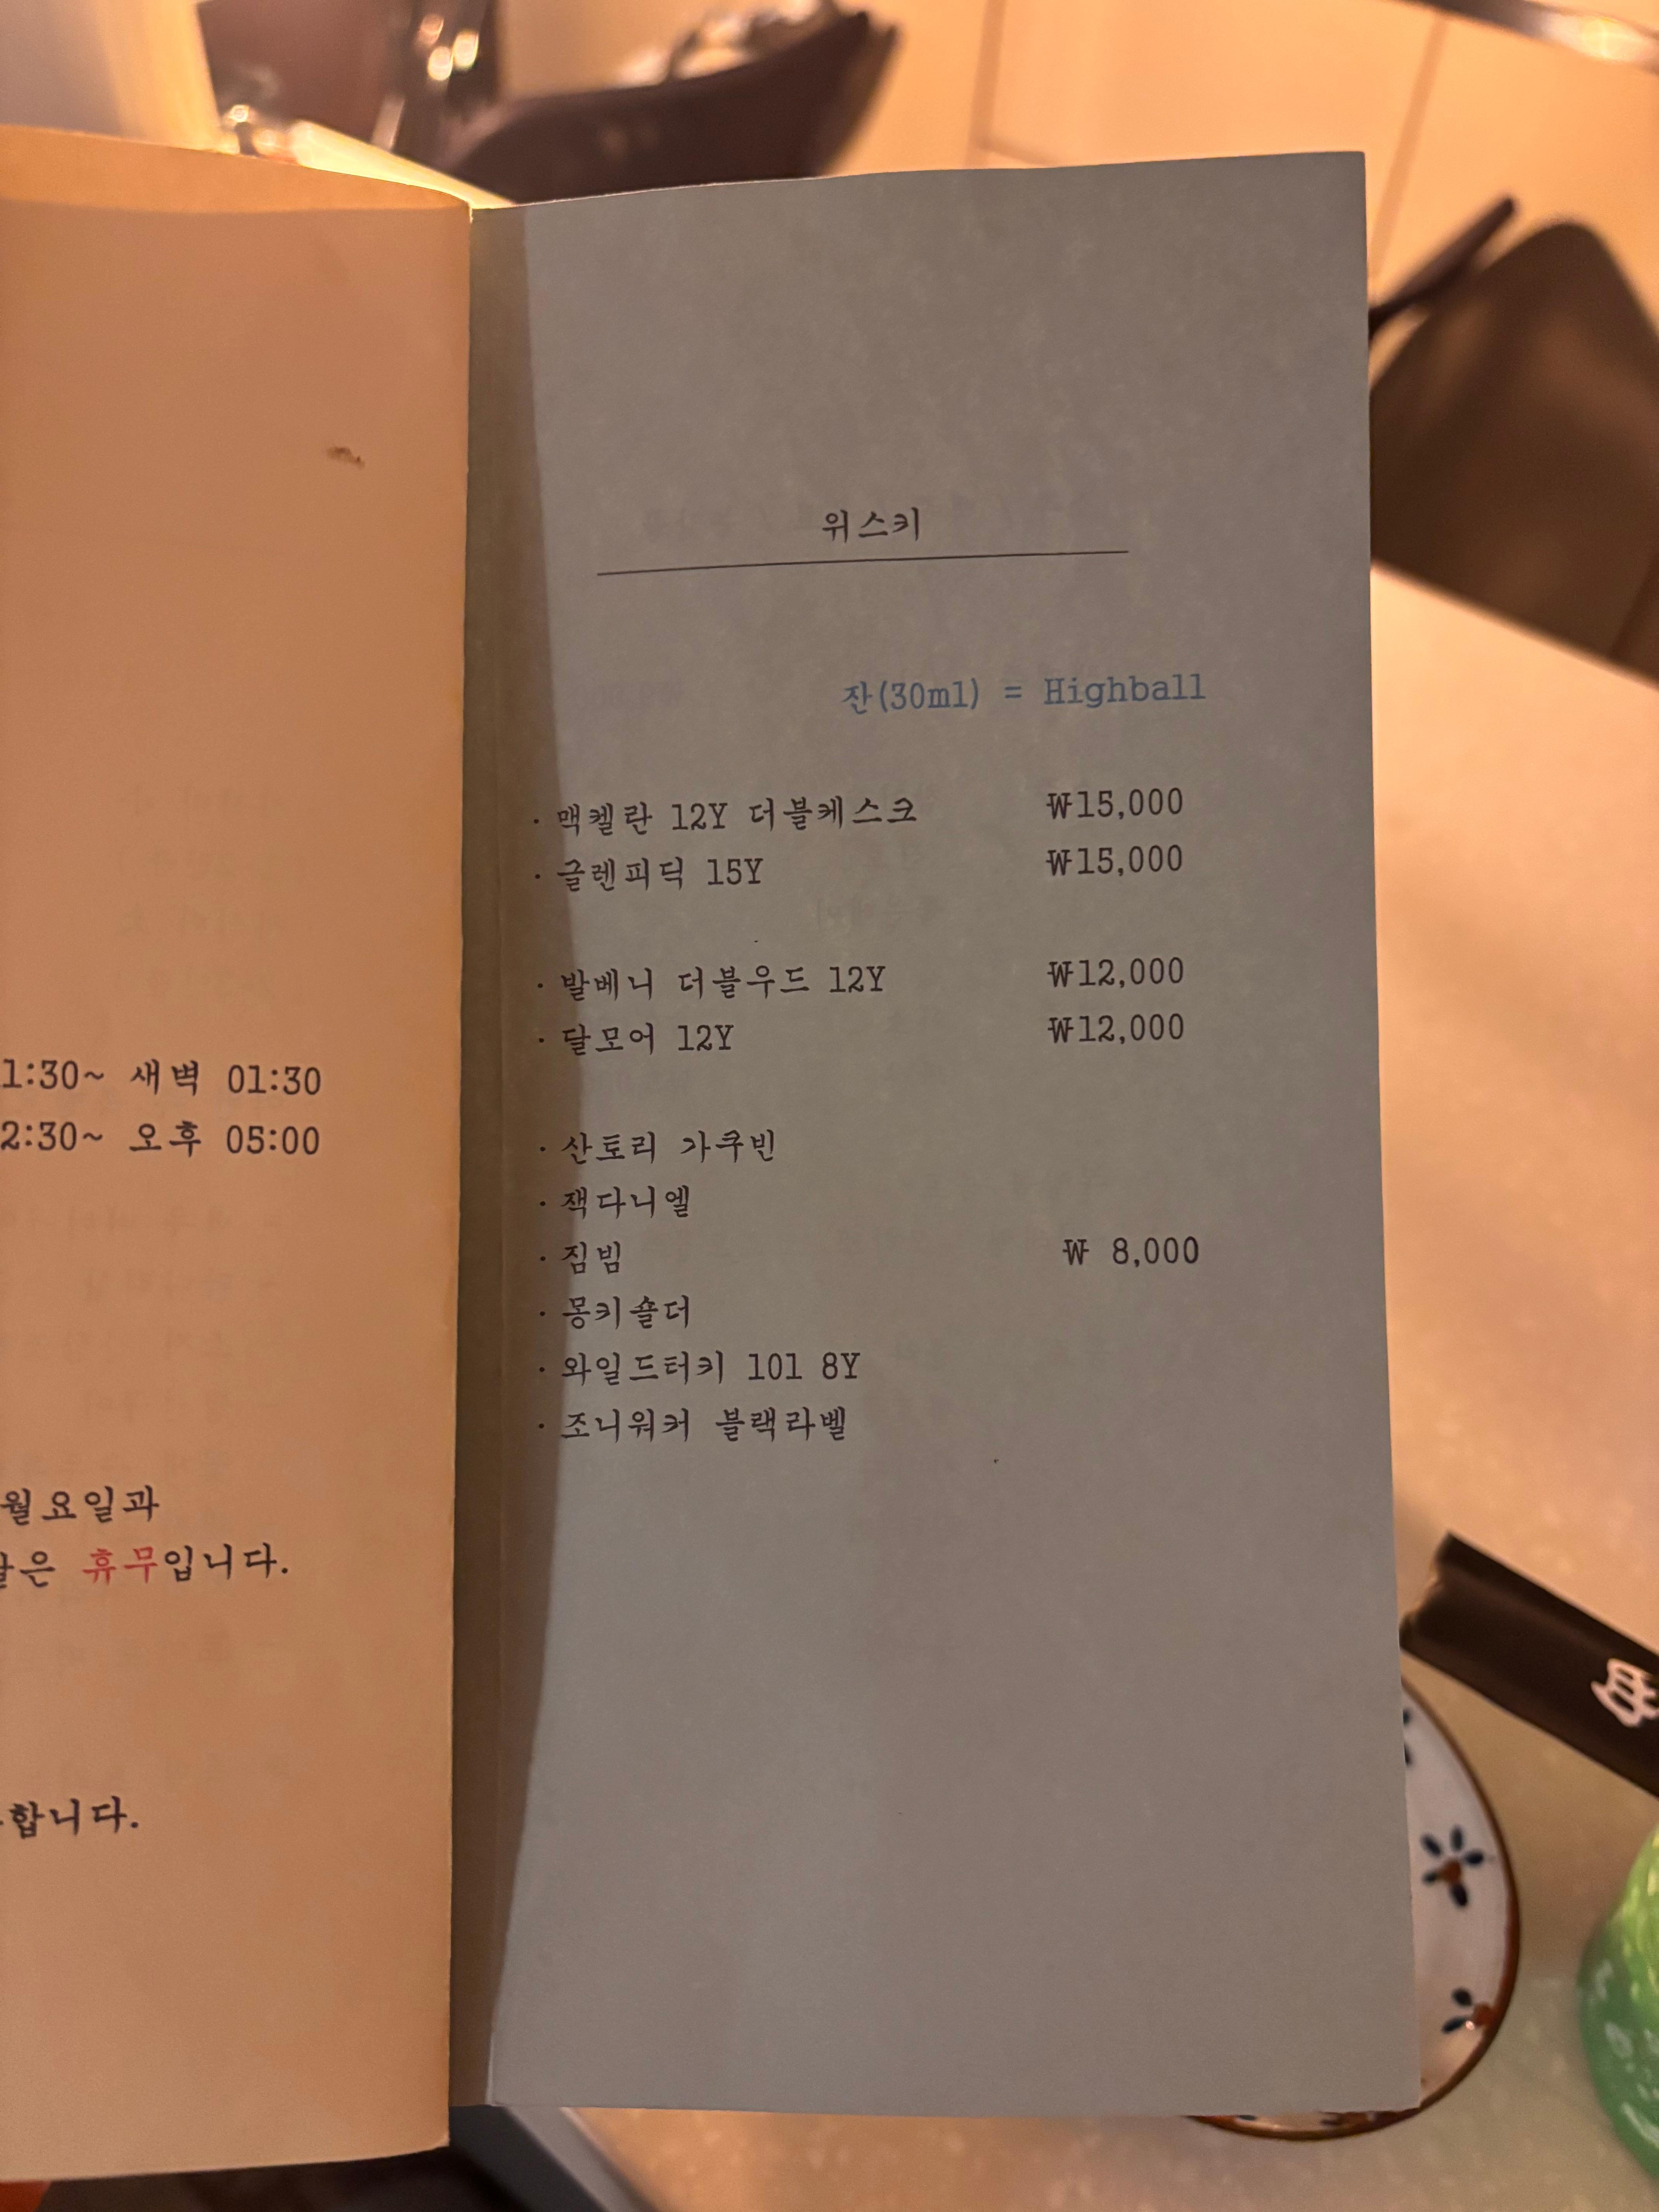 1:30~ 새벽 01:30
2:30~ 오후 05:00
월요일과
은 휴무입니다.
합니다.
위스키
잔(30ml) = Highball
· 맥켈란 12Y 더블케스크 ₩15,000
· 글렌피딕 15Y ₩15,000
· 발베니 더블우드 12Y ₩12,000
· 달모어 12Y ₩12,000
· 산토리 가쿠빈
· 잭다니엘
· 짐빔 ₩ 8,000
· 몽키숄더
· 와일드터키 101 8Y
· 조니워커 블랙라벨